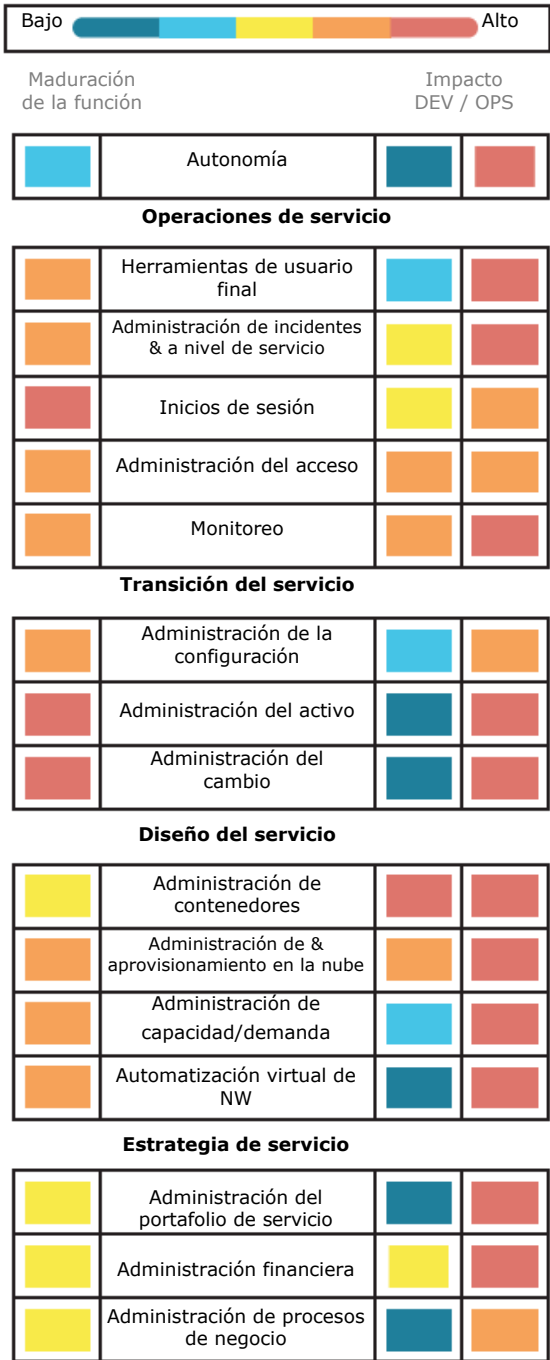 Bajo Alto
Maduración Impacto
de la función DEV / OPS
Autonomía
Operaciones de servicio
Herramientas de usuario
final
Administración de incidentes
& a nivel de servicio
Inicios de sesión
Administración del acceso
Monitoreo
Transición del servicio
Administración de la
configuración
Administración del activo
Administración del
cambio
Diseño del servicio
Administración de
contenedores
Administración de &
aprovisionamiento en la nube
Administración de
capacidad/demanda
Automatización virtual de
NW
Estrategia de servicio
Administración del
portafolio de servicio
Administración financiera
Administración de procesos
de negocio